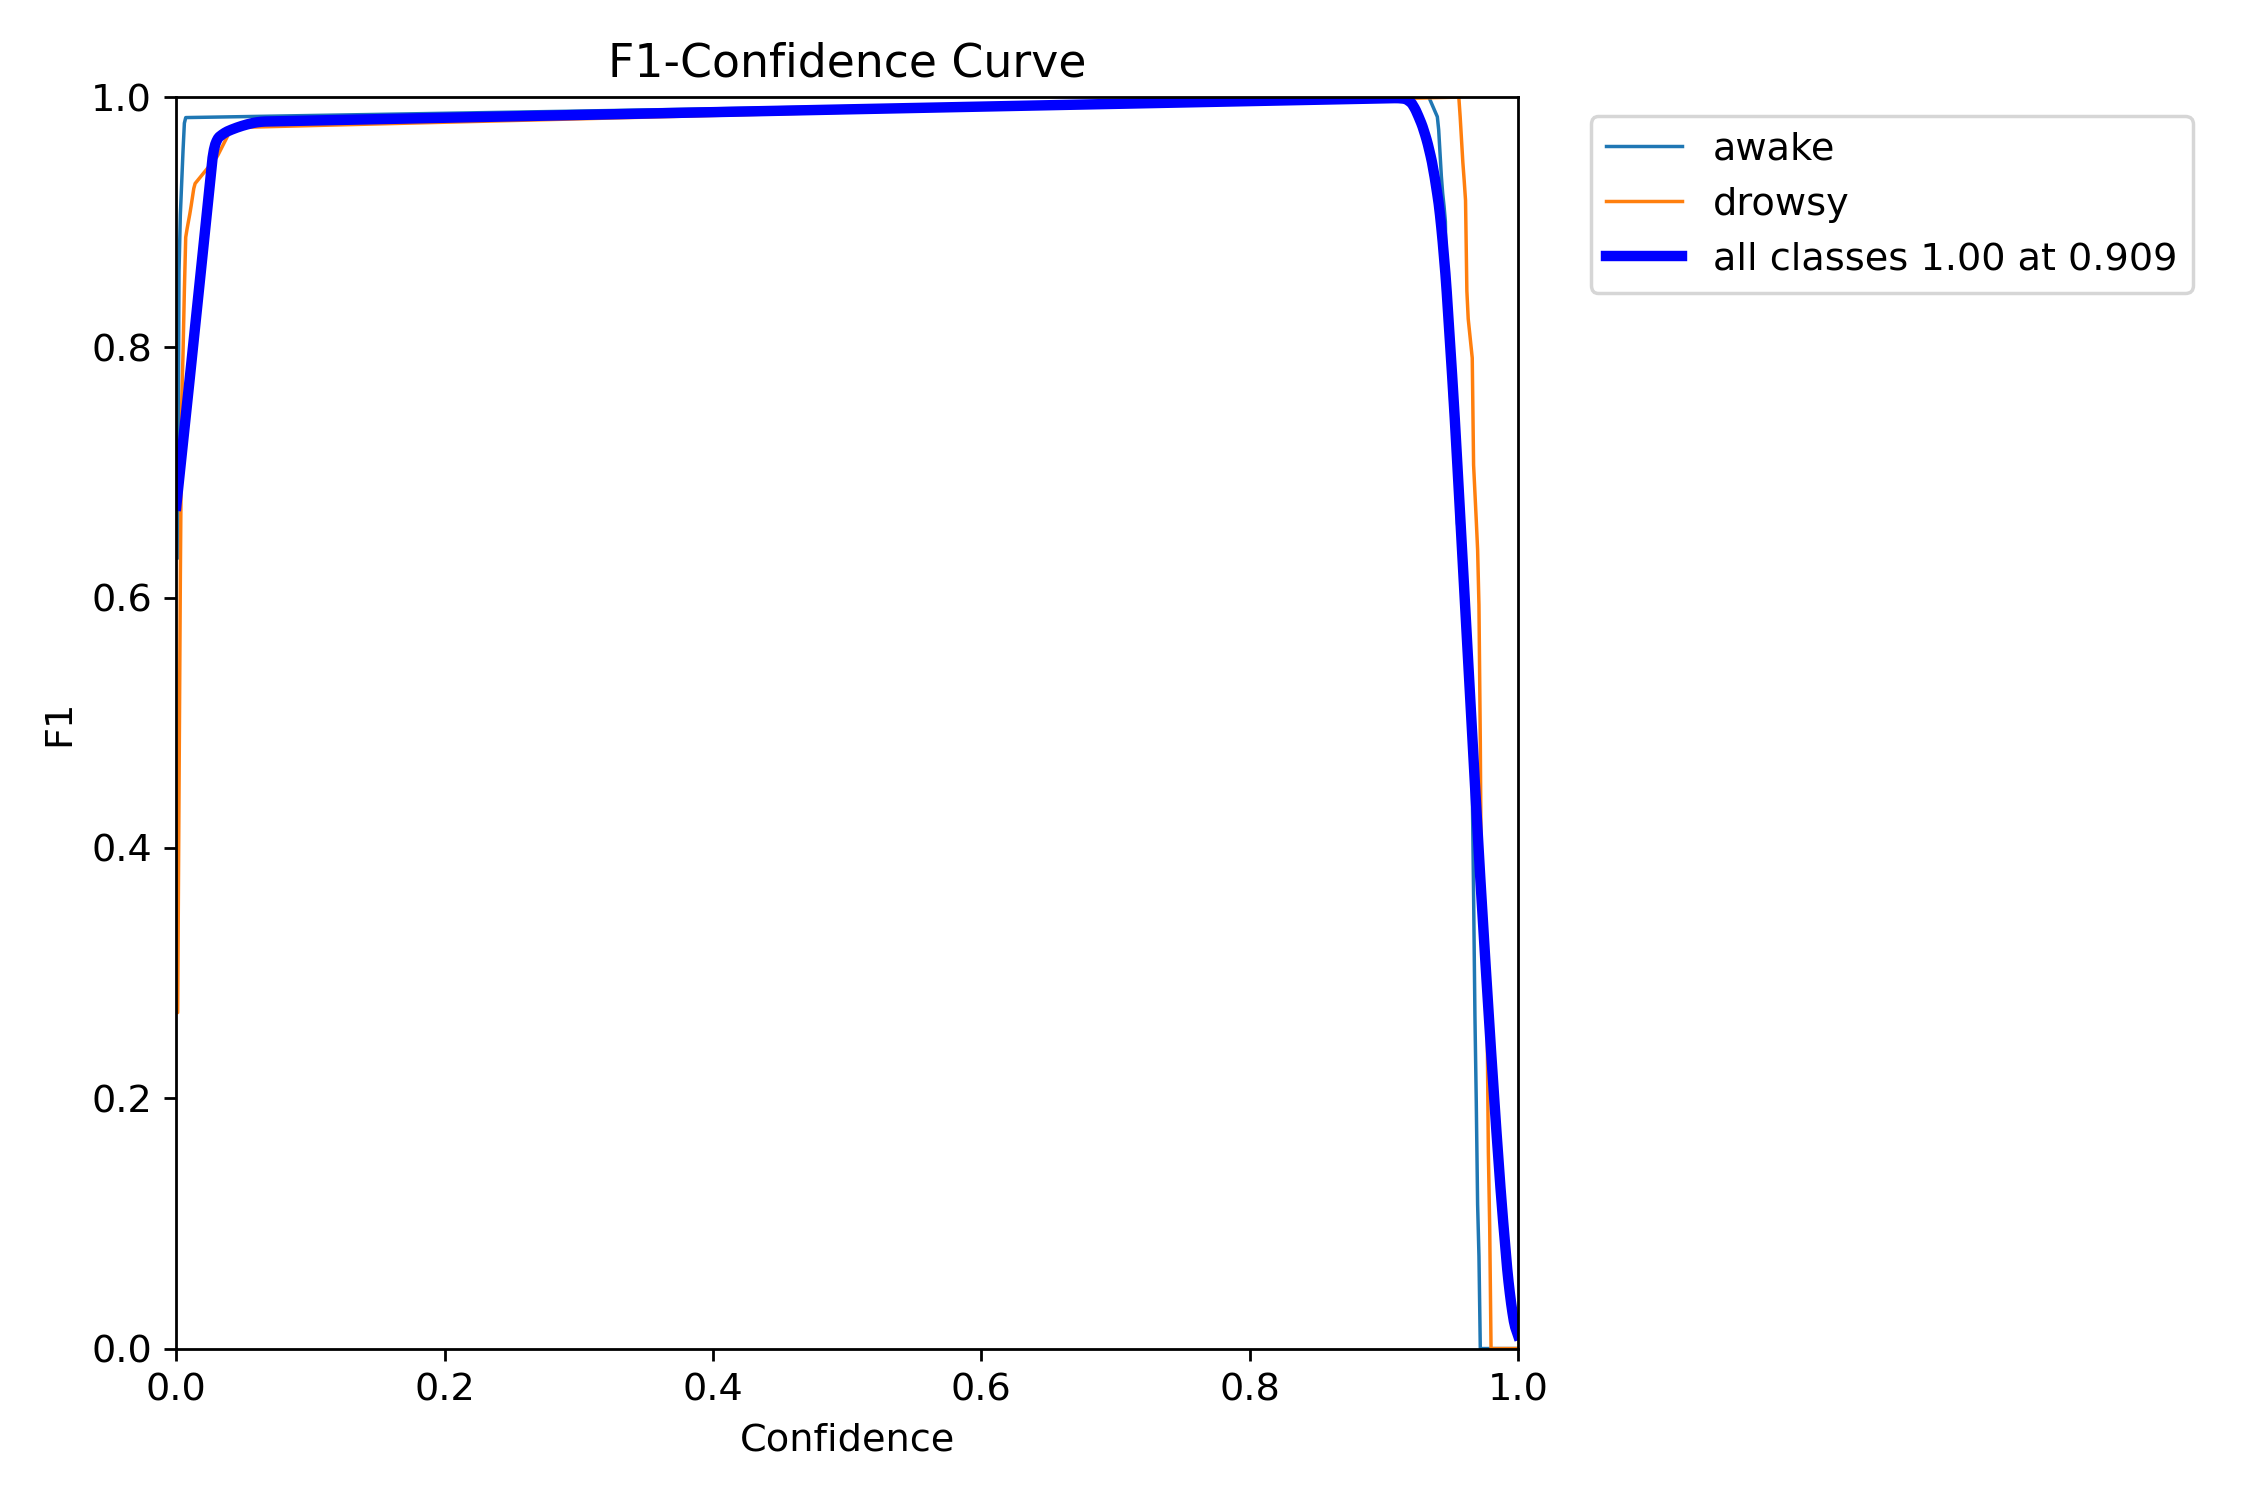 F1-Confidence Curve
1.0
0.8
0.6
0.4
0.2
0.0
F1
0.0 0.2 0.4 0.6 0.8 1.0
Confidence
awake
drowsy
all classes 1.00 at 0.909